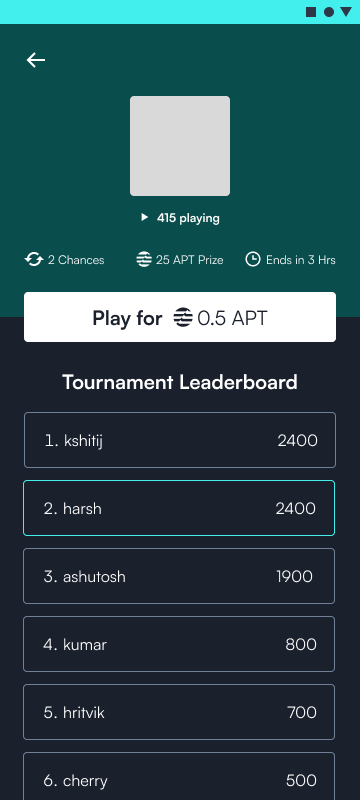 415 playing
2 Chances 25 APT Prize Ends in 3 Hrs
Play for 0.5 APT
Tournament Leaderboard
1. kshitij 2400
2. harsh 2400
3. ashutosh 1900
4. kumar 800
5. hritvik 700
6. cherry 500